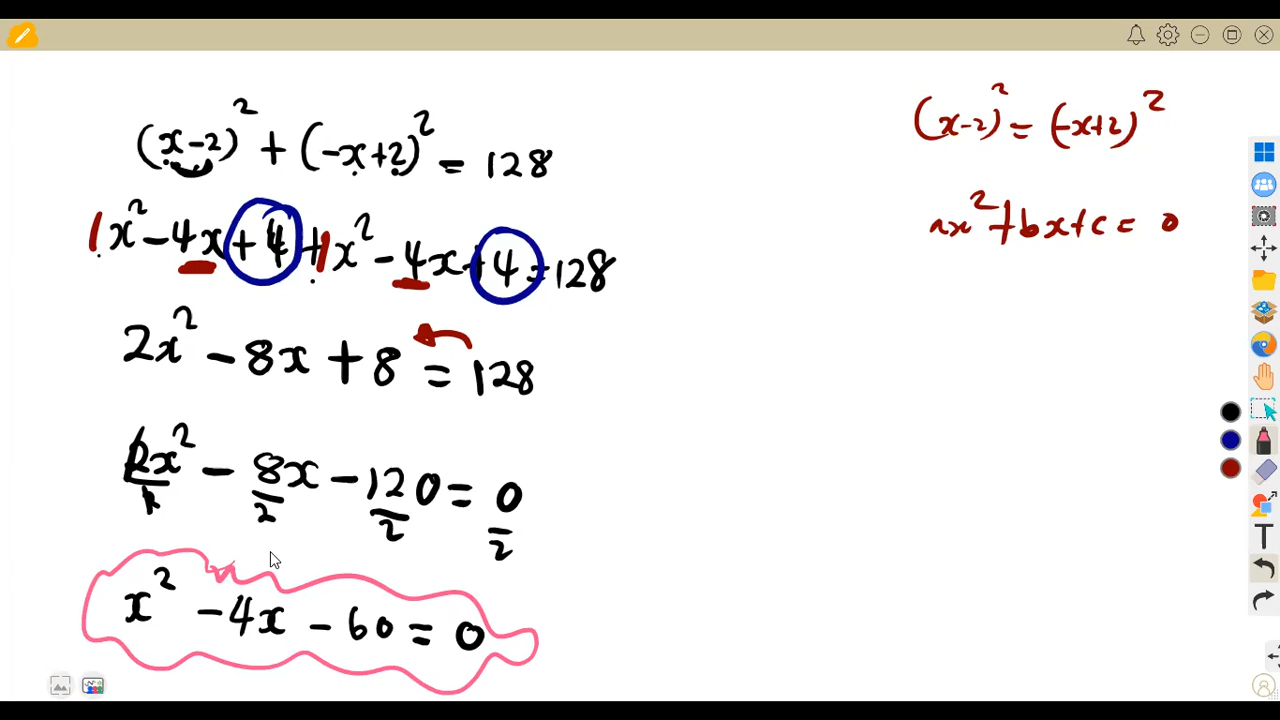 (x-2)² + (-x+2)² = 128
1x² - 4x + 4 + 1x² - 4x + 4 = 128
2x² - 8x + 8 = 128
2x²/2 - 8x/2 - 120/2 = 0/2
x² - 4x - 60 = 0
(x-2)² = (-x+2)²
ax² + bx + c = 0
T